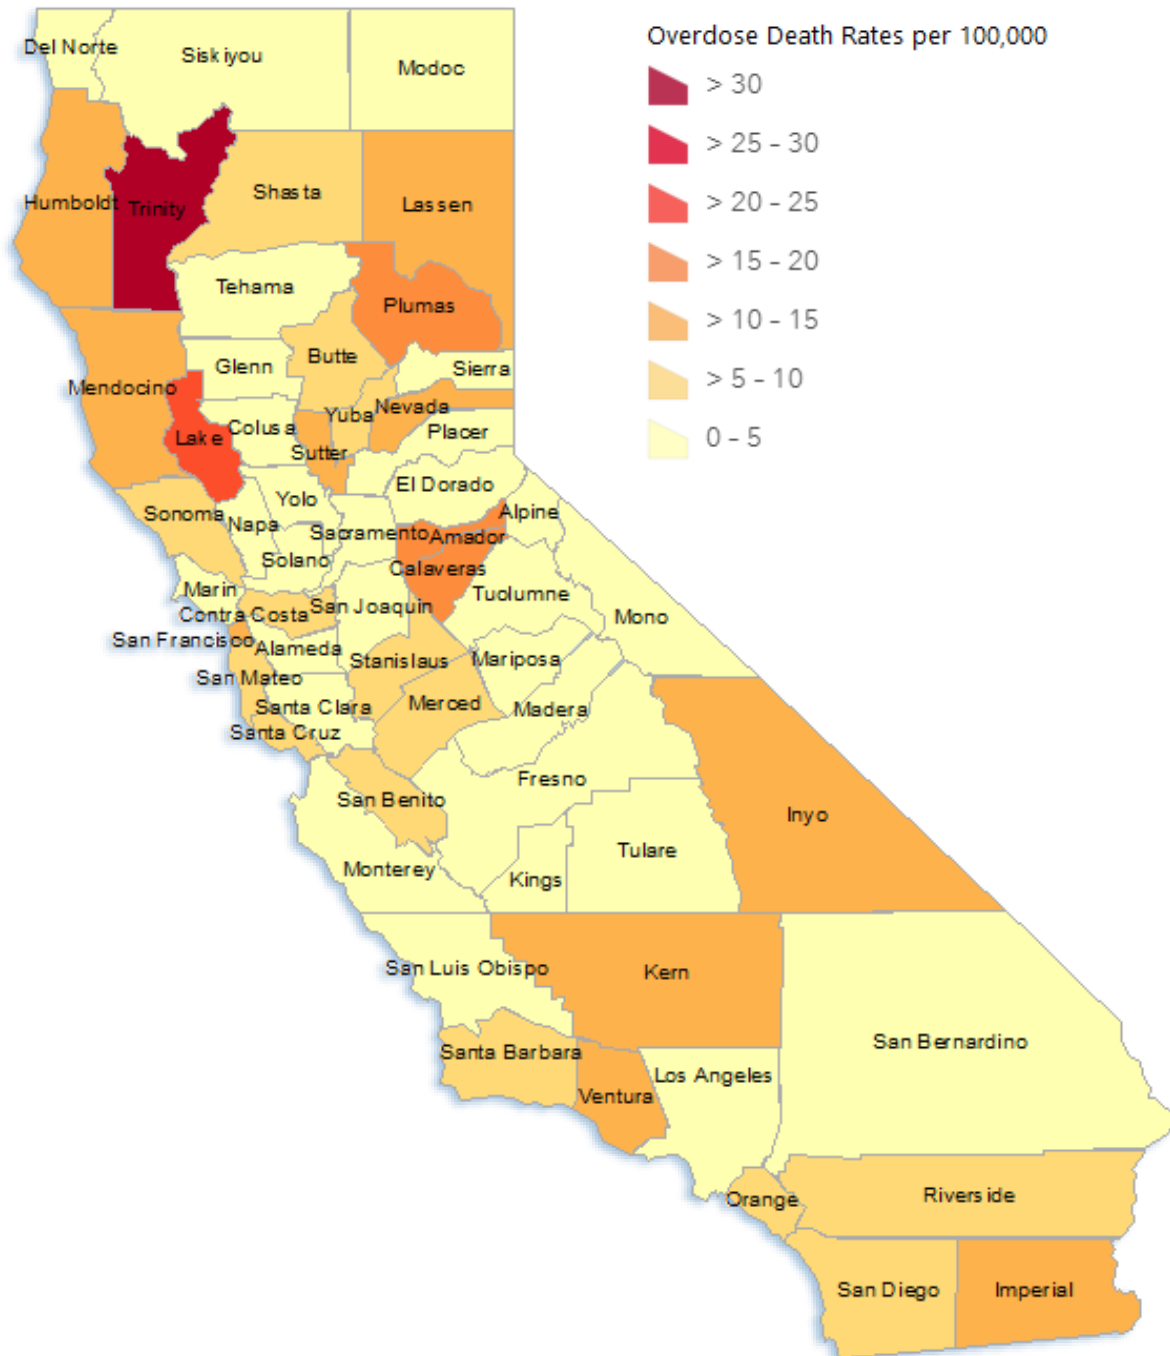 Overdose Death Rates per 100,000
> 30
> 25 - 30
> 20 - 25
> 15 - 20
> 10 - 15
> 5 - 10
0 - 5
Del Norte
Siskiyou
Modoc
Humboldt
Trinity
Shasta
Lassen
Tehama
Plumas
Glenn
Butte
Sierra
Mendocino
Lake
Colusa
Sutter
Yuba
Nevada
Placer
El Dorado
Sonoma
Napa
Yolo
Sacramento
Amador
Alpine
Solano
Calaveras
Marin
Contra Costa
San Joaquin
Tuolumne
Mono
San Francisco
Alameda
Stanislaus
Mariposa
San Mateo
Santa Clara
Merced
Madera
Santa Cruz
Fresno
San Benito
Inyo
Monterey
Kings
Tulare
San Luis Obispo
Kern
San Bernardino
Santa Barbara
Ventura
Los Angeles
Orange
Riverside
San Diego
Imperial